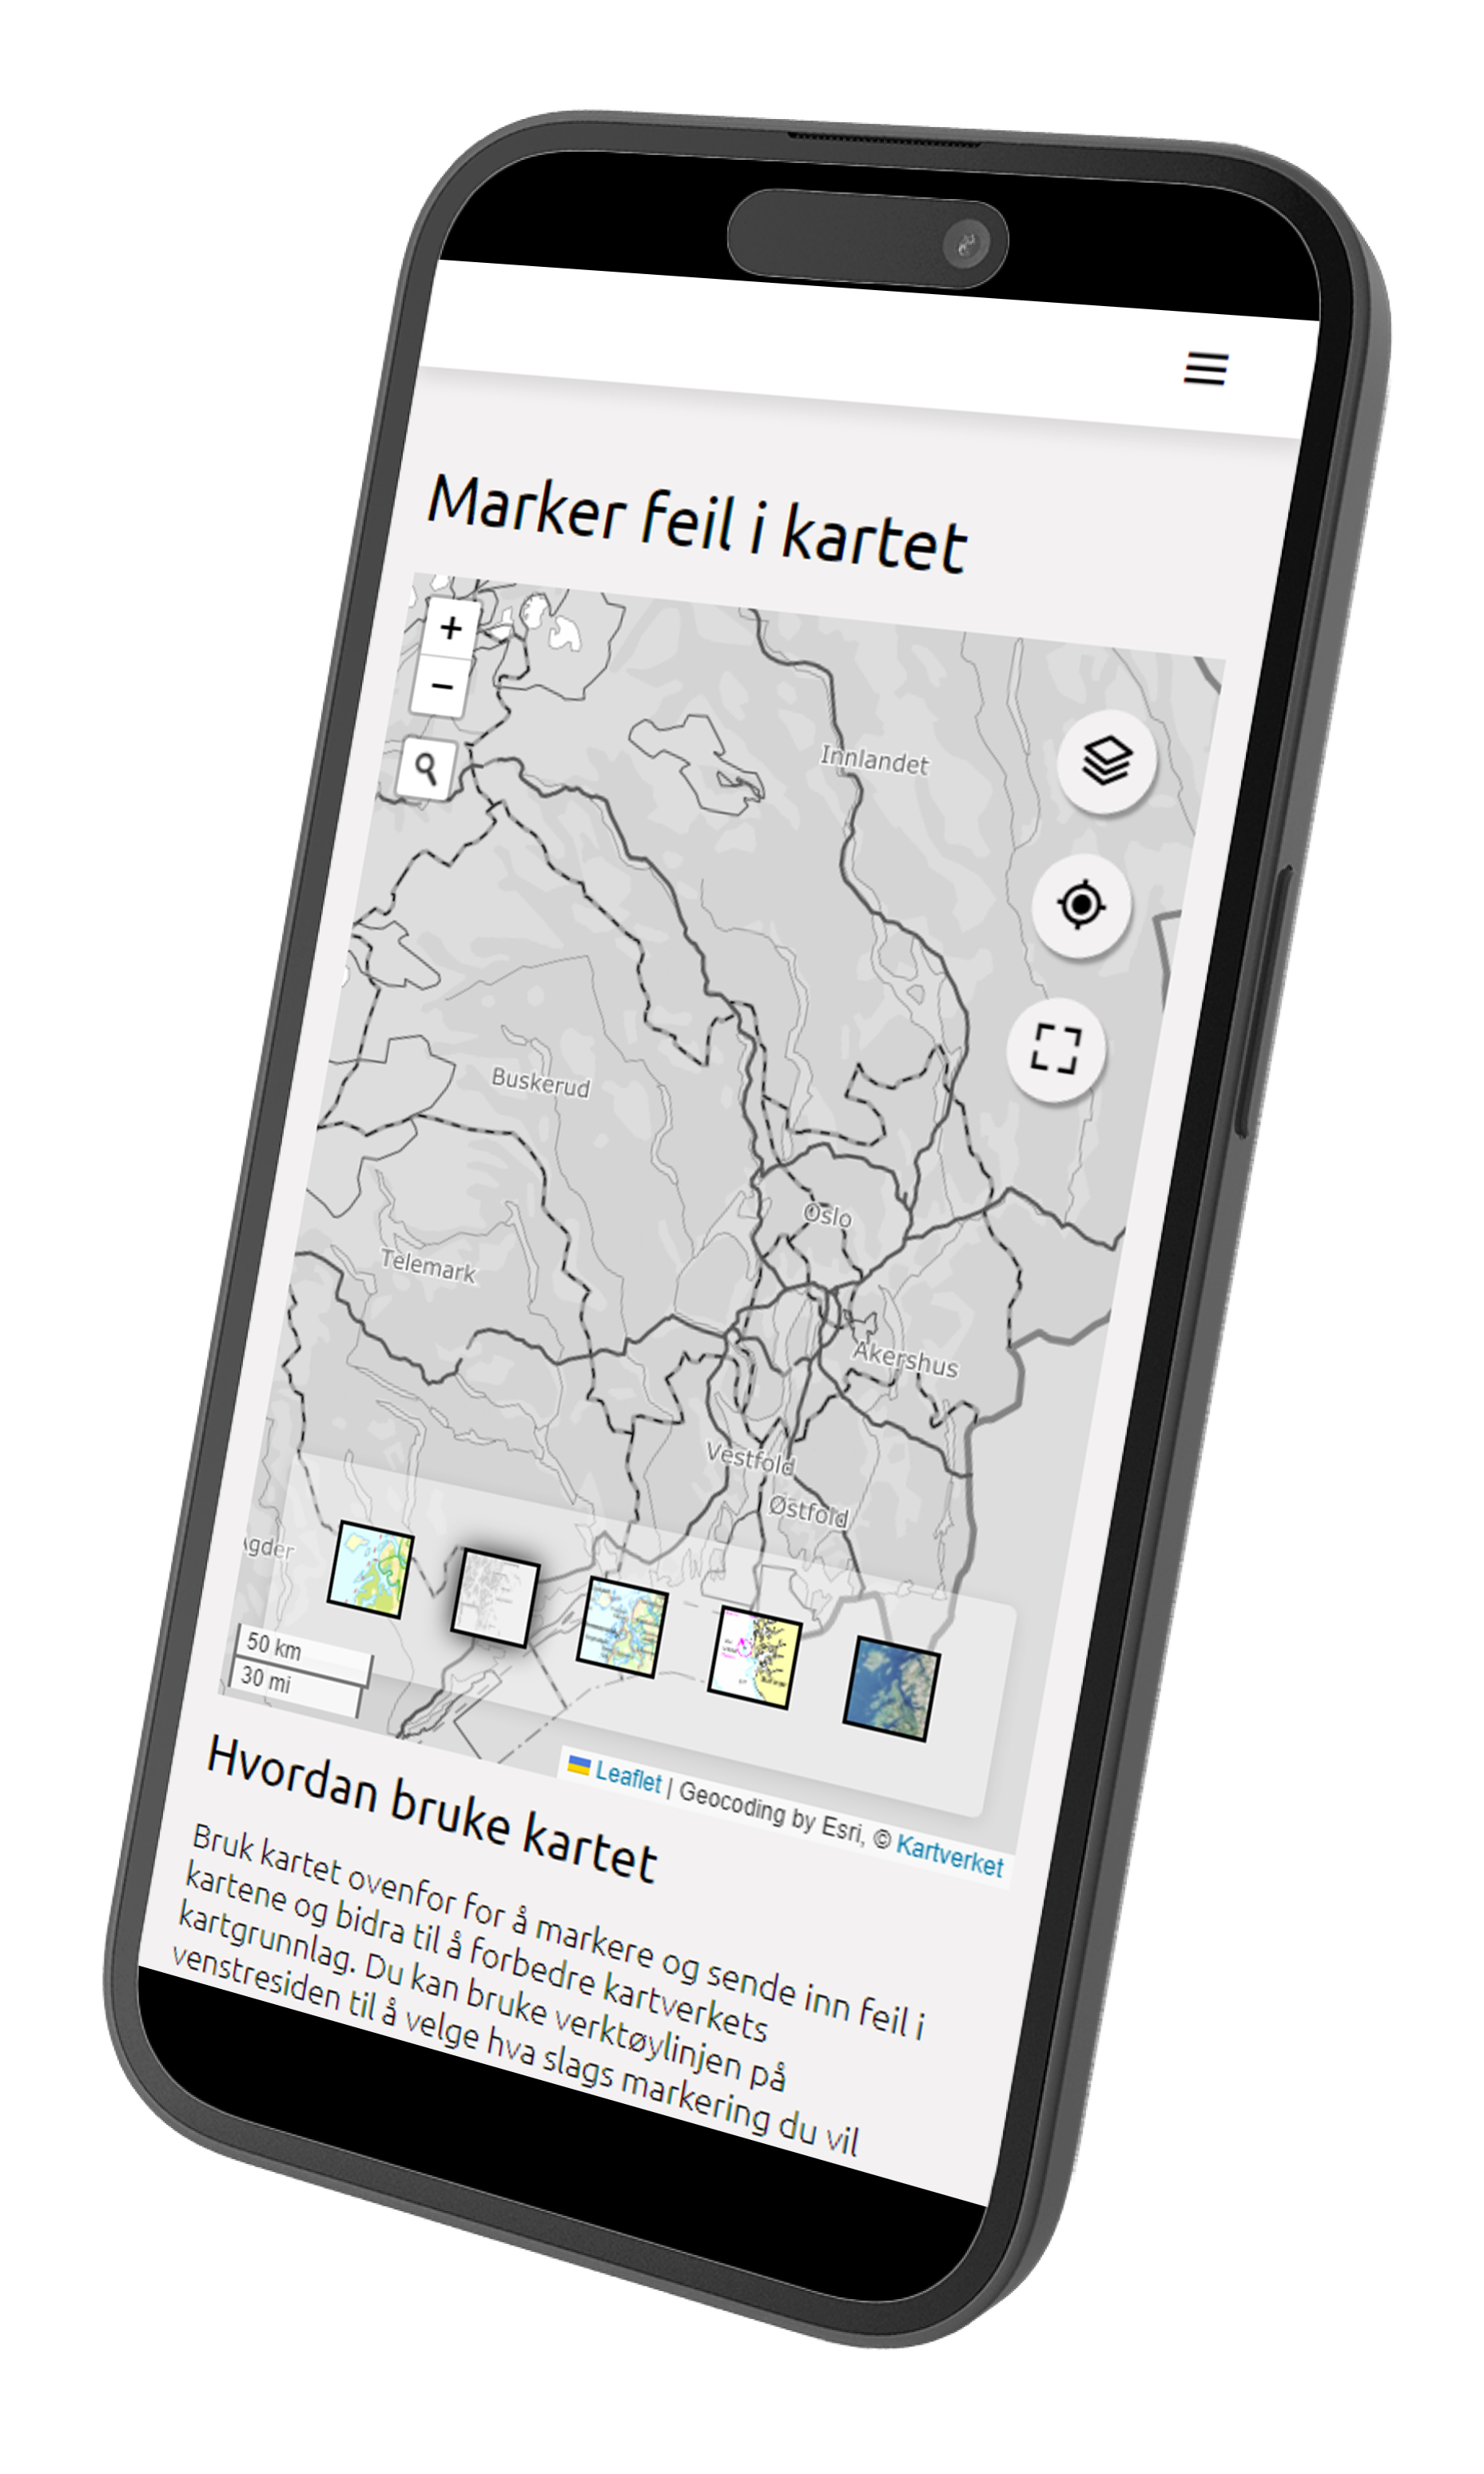 Marker feil i kartet
+
−
Innlandet
Buskerud
Oslo
Telemark
Akershus
Vestfold
Østfold
50 km
30 mi
Leaflet | Geocoding by Esri, © Kartverket
Hvordan bruke kartet
Bruk kartet ovenfor for å markere og sende inn feil i
kartene og bidra til å forbedre kartverkets
kartgrunnlag. Du kan bruke verktøylinjen på
venstresiden til å velge hva slags markering du vil